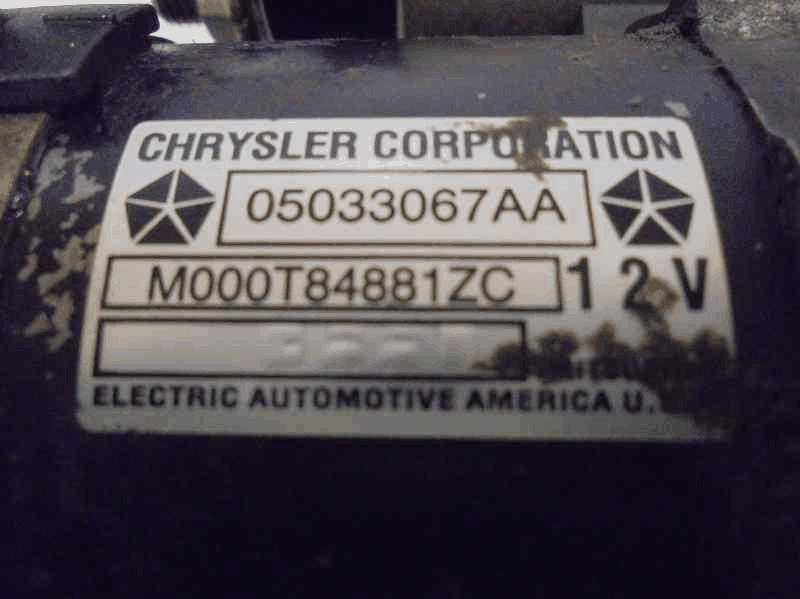 CHRYSLER CORPORATION
05033067AA
M000T84881ZC 12V
ELECTRIC AUTOMOTIVE AMERICA U.